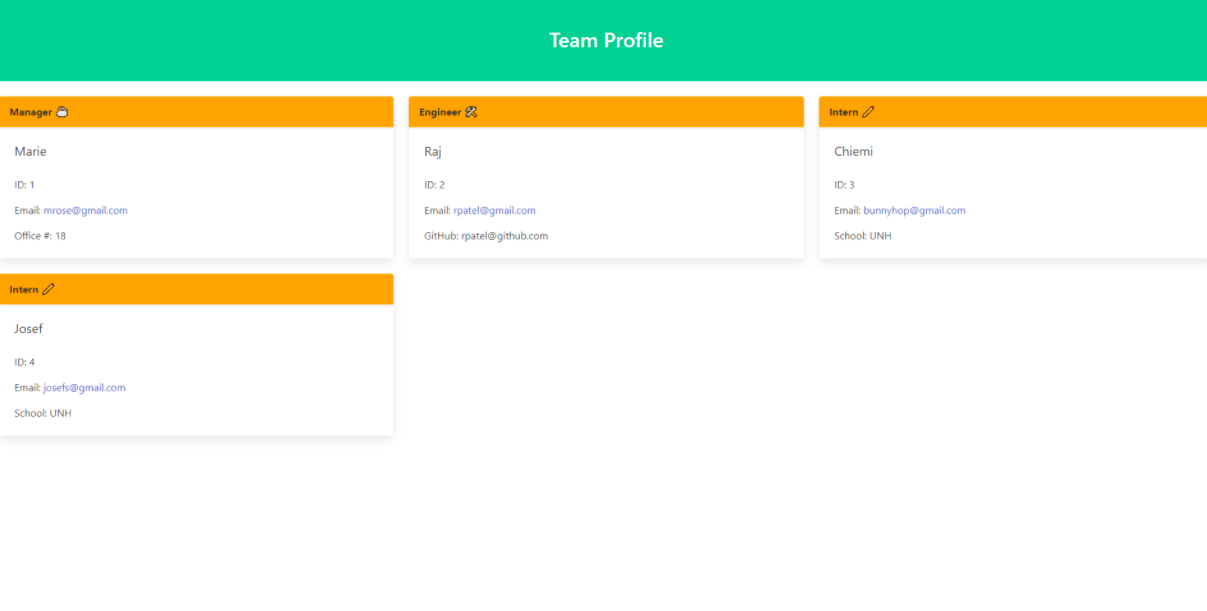 Team Profile
Manager
Marie
ID: 1
Email: mrose@gmail.com
Office #: 18
Engineer
Raj
ID: 2
Email: rpatel@gmail.com
GitHub: rpatel@github.com
Intern
Chiemi
ID: 3
Email: bunnyhop@gmail.com
School: UNH
Intern
Josef
ID: 4
Email: josefs@gmail.com
School: UNH